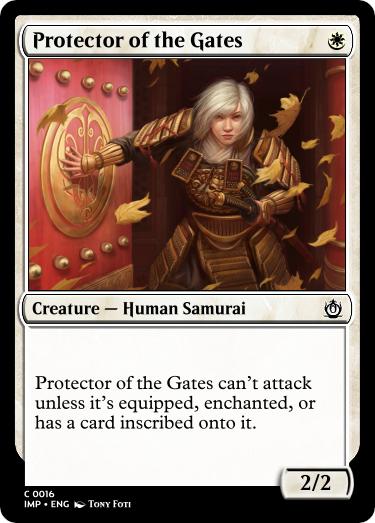 Protector of the Gates
Creature — Human Samurai
Protector of the Gates can't attack
unless it's equipped, enchanted, or
has a card inscribed onto it.
2/2
C 0016
IMP • ENG Tony Foti